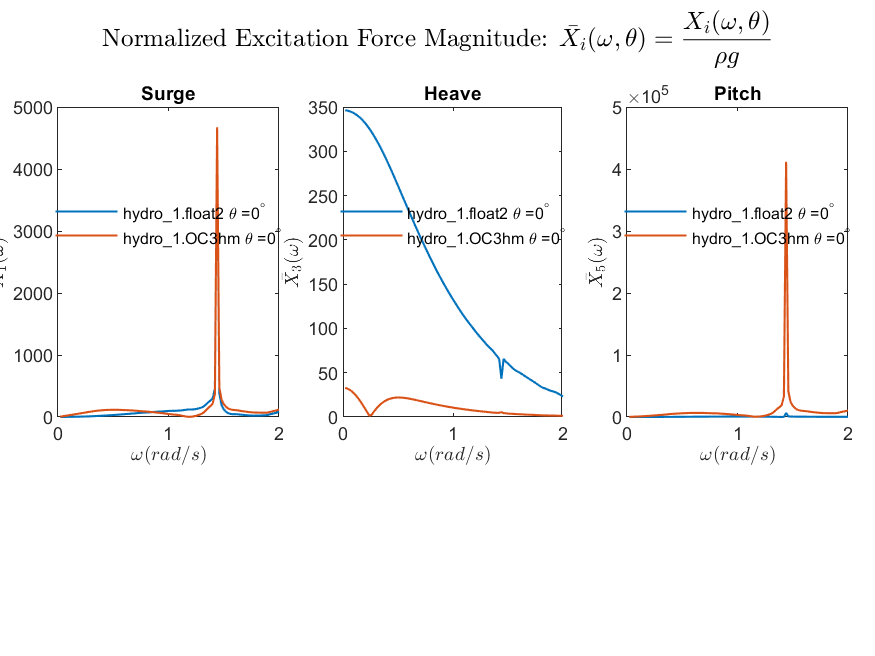 Normalized Excitation Force Magnitude: X̄ᵢ(ω, θ) = Xᵢ(ω, θ) / ρg
Surge
Heave
Pitch
5000
4000
3000
2000
1000
0
0
1
2
ω(rad/s)
X̄₁(ω)
hydro_1.float2 θ =0°
hydro_1.OC3hm θ =0°
350
300
250
200
150
100
50
0
0
1
2
ω(rad/s)
X̄₃(ω)
hydro_1.float2 θ =0°
hydro_1.OC3hm θ =0°
×10⁵
5
4
3
2
1
0
0
1
2
ω(rad/s)
X̄₅(ω)
hydro_1.float2 θ =0°
hydro_1.OC3hm θ =0°